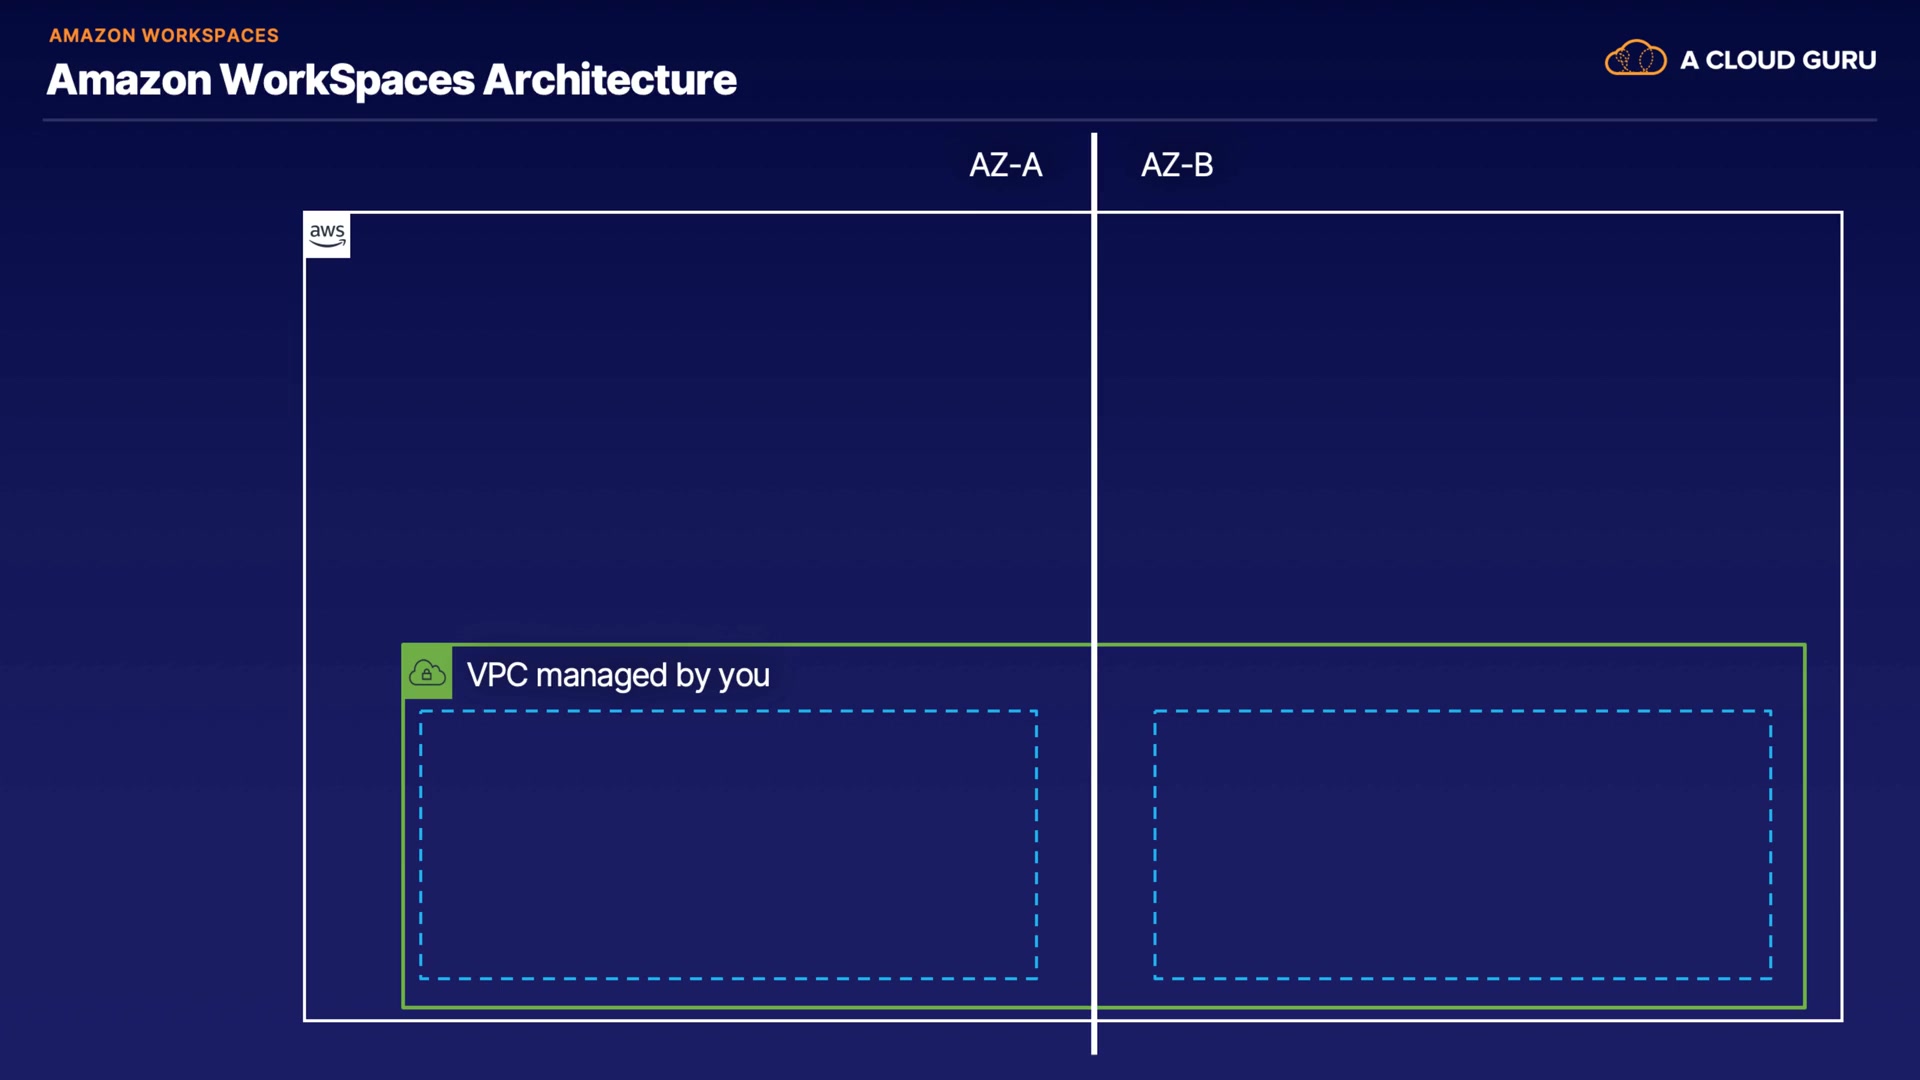 AMAZON WORKSPACES
Amazon WorkSpaces Architecture
A CLOUD GURU
AZ-A
AZ-B
aws
VPC managed by you